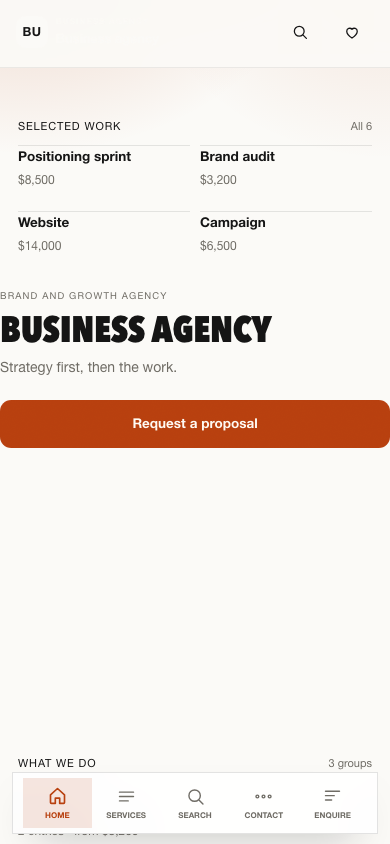 BU
SELECTED WORK All 6
Positioning sprint Brand audit
$8,500 $3,200
Website Campaign
$14,000 $6,500
BRAND AND GROWTH AGENCY
BUSINESS AGENCY
Strategy first, then the work.
Request a proposal
WHAT WE DO 3 groups
HOME SERVICES SEARCH CONTACT ENQUIRE